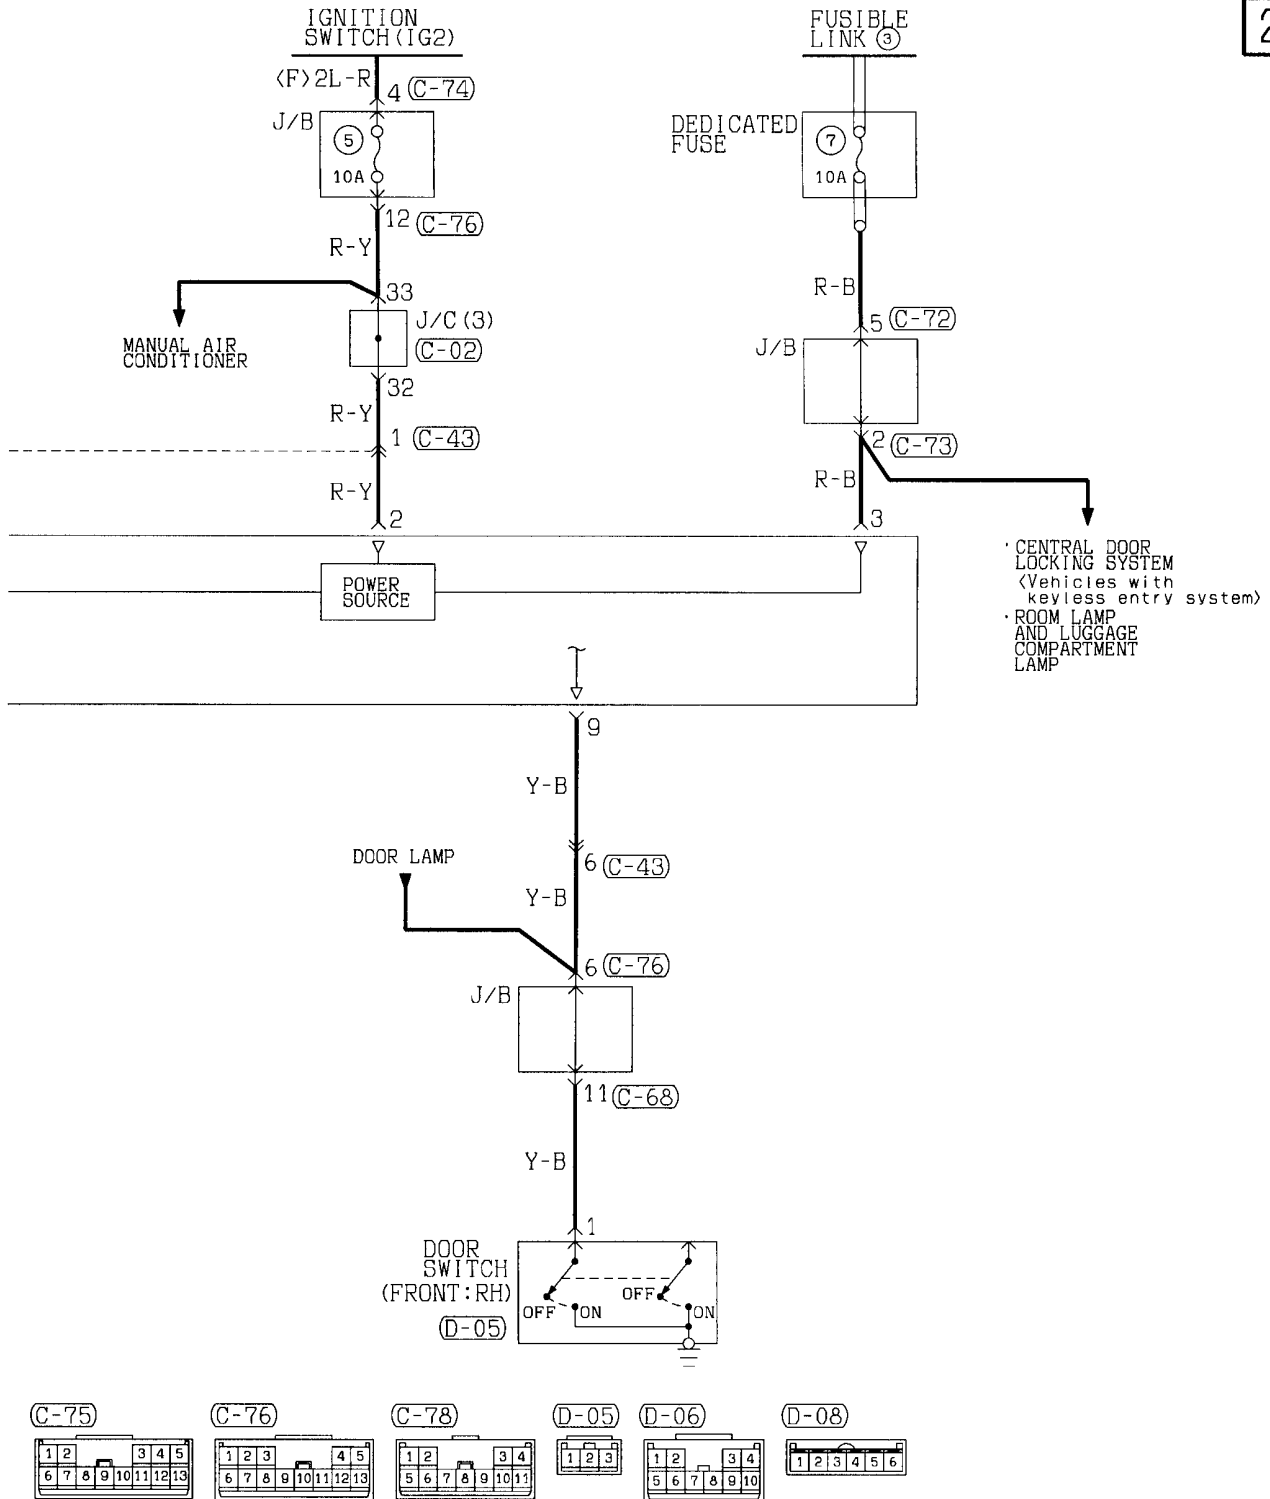 IGNITION
SWITCH(IG2)
FUSIBLE
LINK ③
2
<F>2L-R
4 (C-74)
J/B
5
10A
DEDICATED
FUSE
7
10A
12 (C-76)
R-Y
33
J/C(3)
(C-02)
MANUAL AIR
CONDITIONER
R-B
5 (C-72)
J/B
32
R-Y
1 (C-43)
2 (C-73)
R-Y
R-B
2
3
POWER
SOURCE
· CENTRAL DOOR
LOCKING SYSTEM
<Vehicles with
keyless entry system>
· ROOM LAMP
AND LUGGAGE
COMPARTMENT
LAMP
9
Y-B
DOOR LAMP
6 (C-43)
Y-B
6 (C-76)
J/B
11 (C-68)
Y-B
1
DOOR
SWITCH
(FRONT:RH)
(D-05)
OFF ON
OFF ON
(C-75) (C-76) (C-78) (D-05) (D-06) (D-08)
1 2 3 4 5
6 7 8 9 10 11 12 13
1 2 3 4 5
6 7 8 9 10 11 12 13
1 2 3 4
5 6 7 8 9 10 11
1 2 3
1 2 3 4
5 6 7 8 9 10
1 2 3 4 5 6